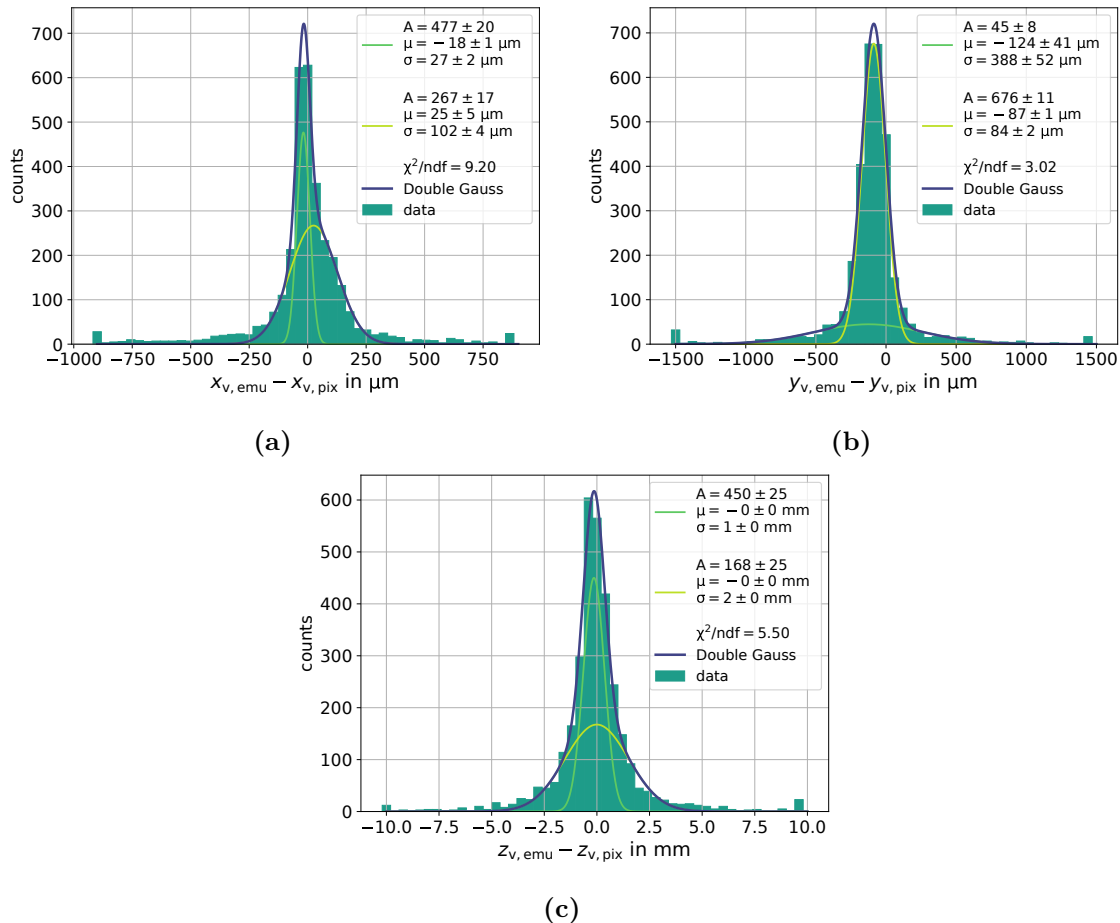 counts
700
600
500
400
300
200
100
0
A = 477 ± 20
μ = −18 ± 1 μm
σ = 27 ± 2 μm
A = 267 ± 17
μ = 25 ± 5 μm
σ = 102 ± 4 μm
χ²/ndf = 9.20
Double Gauss
data
−1000 −750 −500 −250 0 250 500 750
x_{v, emu} − x_{v, pix} in μm
(a)
counts
700
600
500
400
300
200
100
0
A = 45 ± 8
μ = −124 ± 41 μm
σ = 388 ± 52 μm
A = 676 ± 11
μ = −87 ± 1 μm
σ = 84 ± 2 μm
χ²/ndf = 3.02
Double Gauss
data
−1500 −1000 −500 0 500 1000 1500
y_{v, emu} − y_{v, pix} in μm
(b)
counts
600
500
400
300
200
100
0
A = 450 ± 25
μ = −0 ± 0 mm
σ = 1 ± 0 mm
A = 168 ± 25
μ = −0 ± 0 mm
σ = 2 ± 0 mm
χ²/ndf = 5.50
Double Gauss
data
−10.0 −7.5 −5.0 −2.5 0.0 2.5 5.0 7.5 10.0
z_{v, emu} − z_{v, pix} in mm
(c)